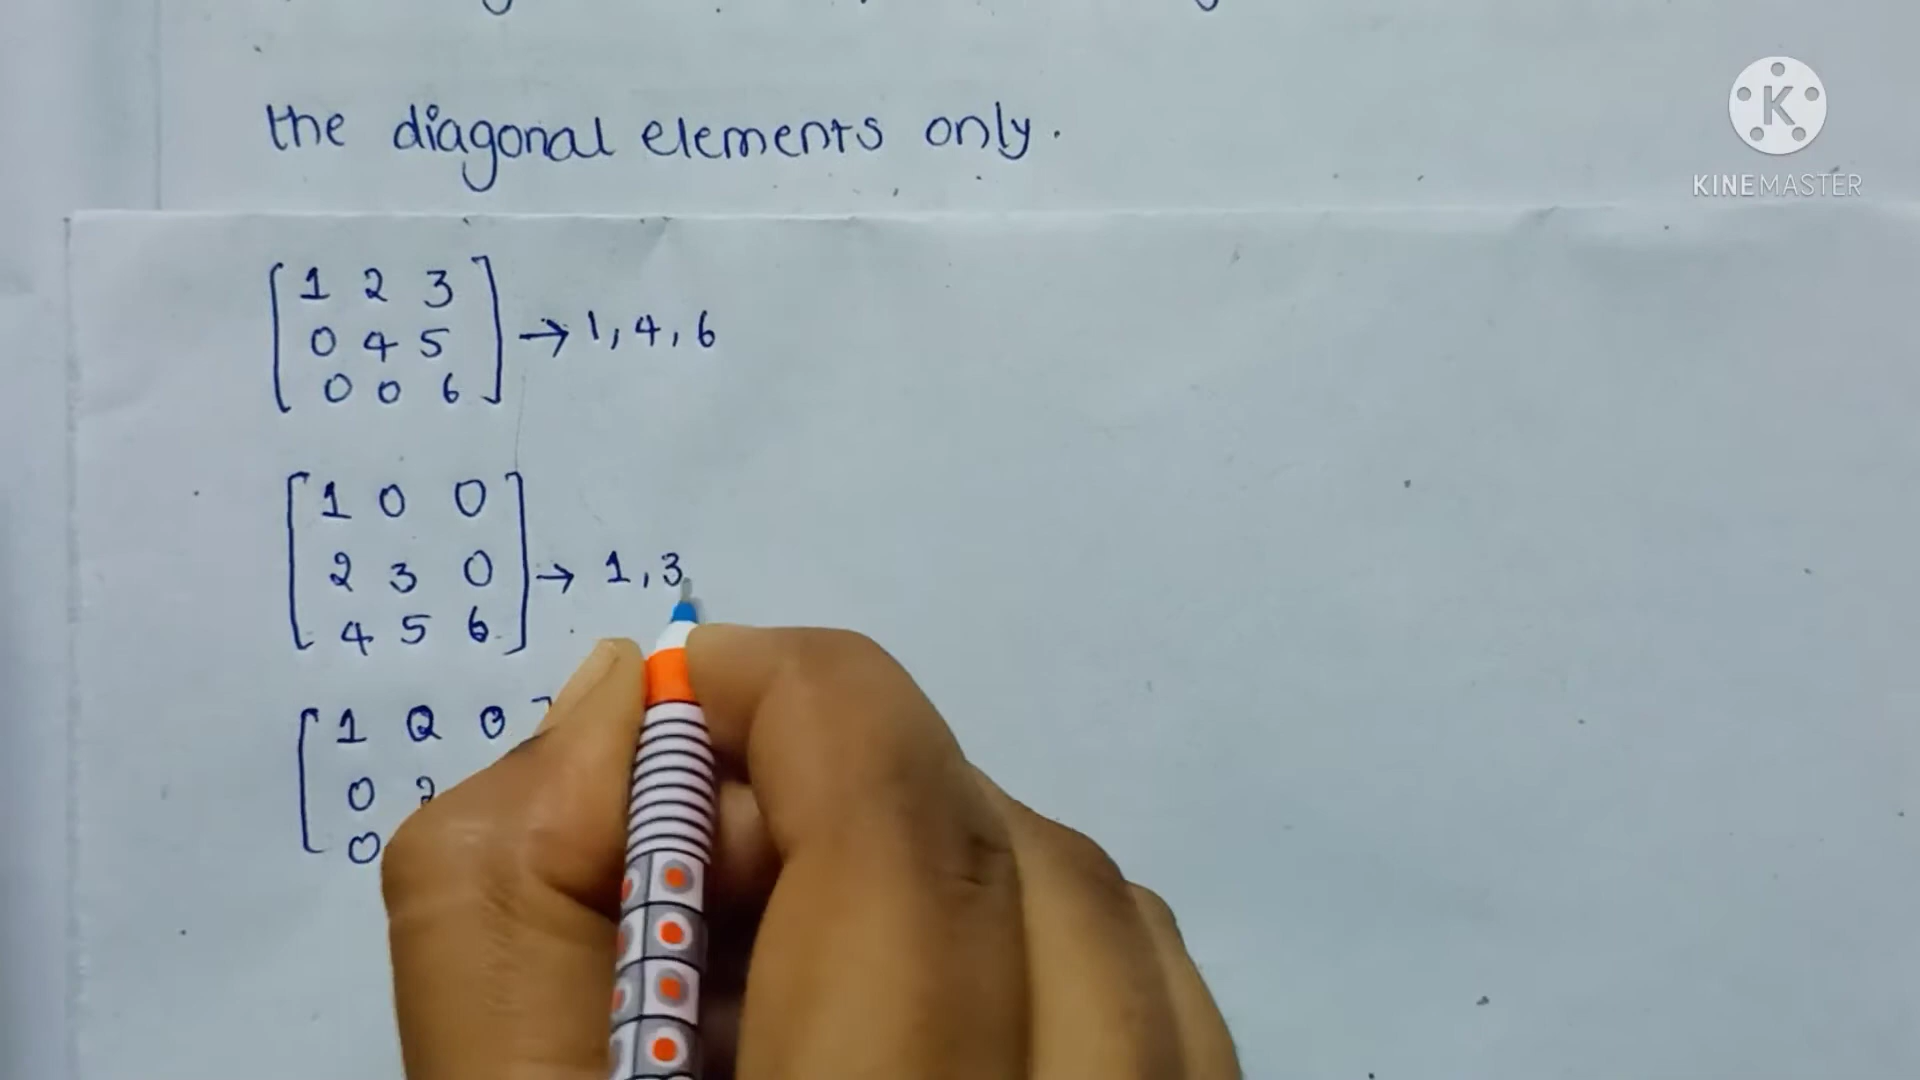 the diagonal elements only.
K
KINEMASTER
1 2 3
0 4 5 → 1, 4, 6
0 0 6
1 0 0
2 3 0 → 1, 3
4 5 6
1 0 0
0 2
0